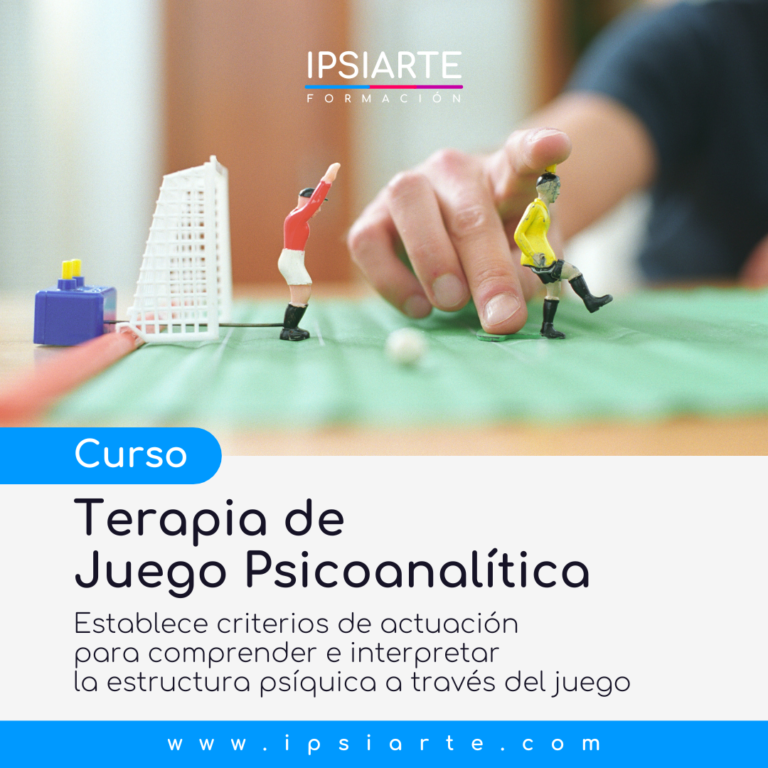 IPSIARTE
FORMACIÓN
Curso
Terapia de
Juego Psicoanalítica
Establece criterios de actuación
para comprender e interpretar
la estructura psíquica a través del juego
www.ipsiarte.com